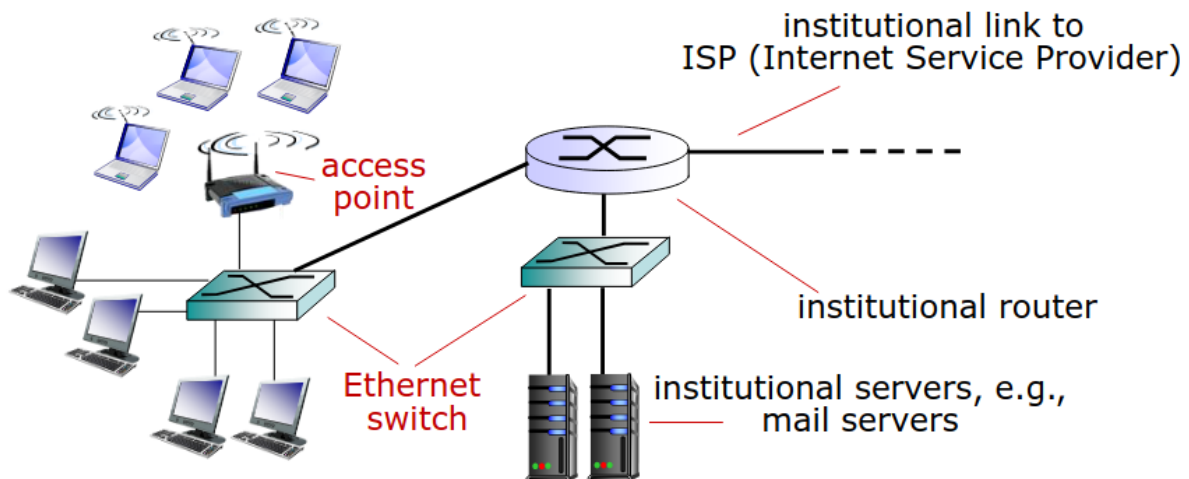 institutional link to
ISP (Internet Service Provider)
access
point
institutional router
Ethernet
switch
institutional servers, e.g.,
mail servers